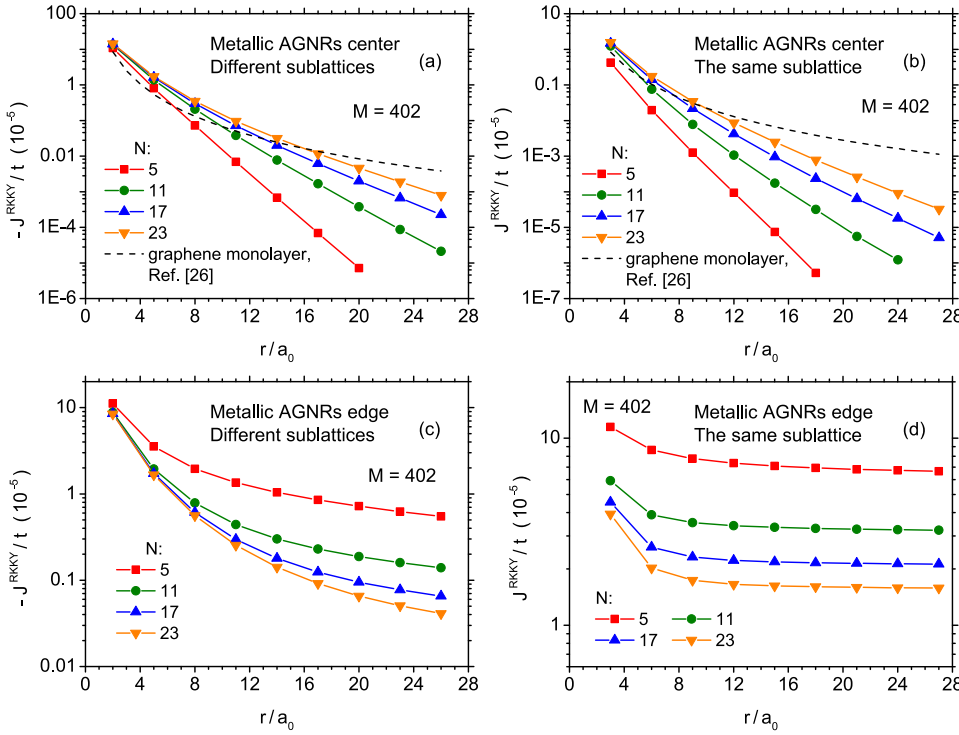 100
1
0.01
1E-4
1E-6
- J^RKKY / t (10^-5)
Metallic AGNRs center
Different sublattices
(a)
M = 402
N:
5
11
17
23
graphene monolayer,
Ref. [26]
0 4 8 12 16 20 24 28
r / a_0
10
0.1
1E-3
1E-5
1E-7
J^RKKY / t (10^-5)
Metallic AGNRs center
The same sublattice
(b)
M = 402
N:
5
11
17
23
graphene monolayer,
Ref. [26]
0 4 8 12 16 20 24 28
r / a_0
10
1
0.1
0.01
- J^RKKY / t (10^-5)
Metallic AGNRs edge
Different sublattices
(c)
M = 402
N:
5
11
17
23
0 4 8 12 16 20 24 28
r / a_0
10
1
J^RKKY / t (10^-5)
M = 402
Metallic AGNRs edge
The same sublattice
(d)
N:
5 11
17 23
0 4 8 12 16 20 24 28
r / a_0